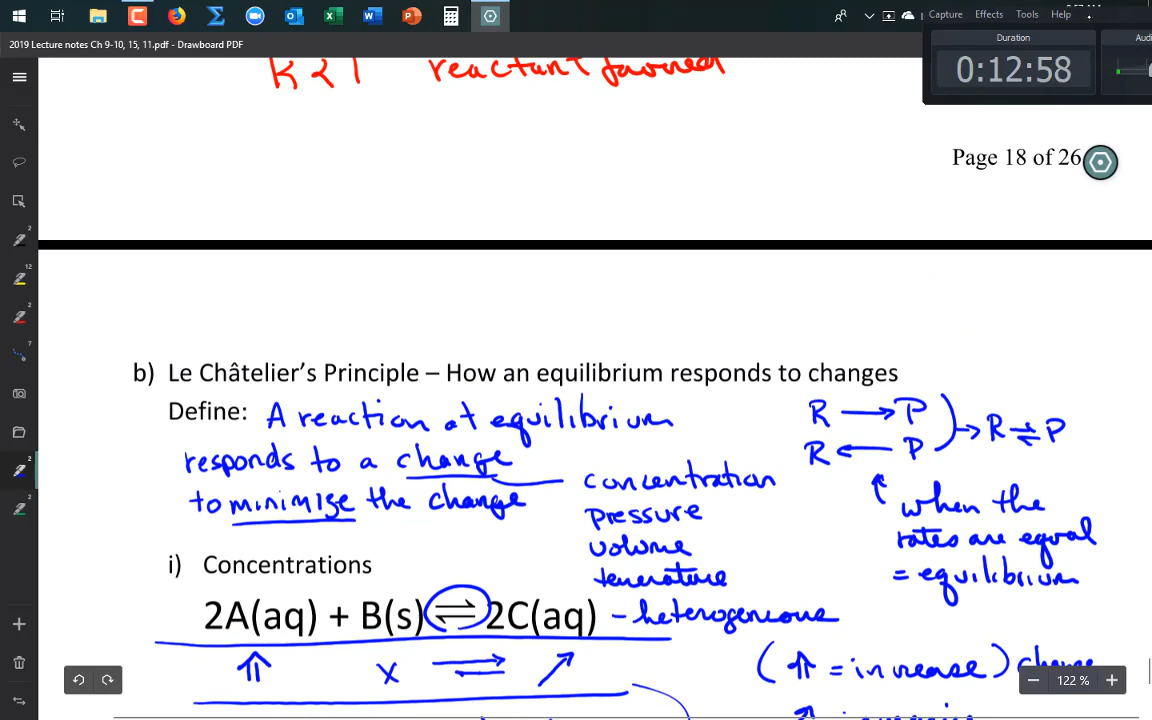 Capture Effects Tools Help
2019 Lecture notes Ch 9-10, 15, 11.pdf - Drawboard PDF
Duration
Audi
0:12:58
K < 1 reactant favored
Page 18 of 26
b) Le Châtelier's Principle – How an equilibrium responds to changes
Define: A reaction at equilibrium
responds to a change
to minimize the change
concentration
pressure
volume
temerature
R → P
R ← P
→ R ⇌ P
when the
rates are equal
= equilibrium
i) Concentrations
2A(aq) + B(s) ⇌ 2C(aq) - heterogeneous
⇑ x ⇌ ↗
(⇑ = increase) change
122 %